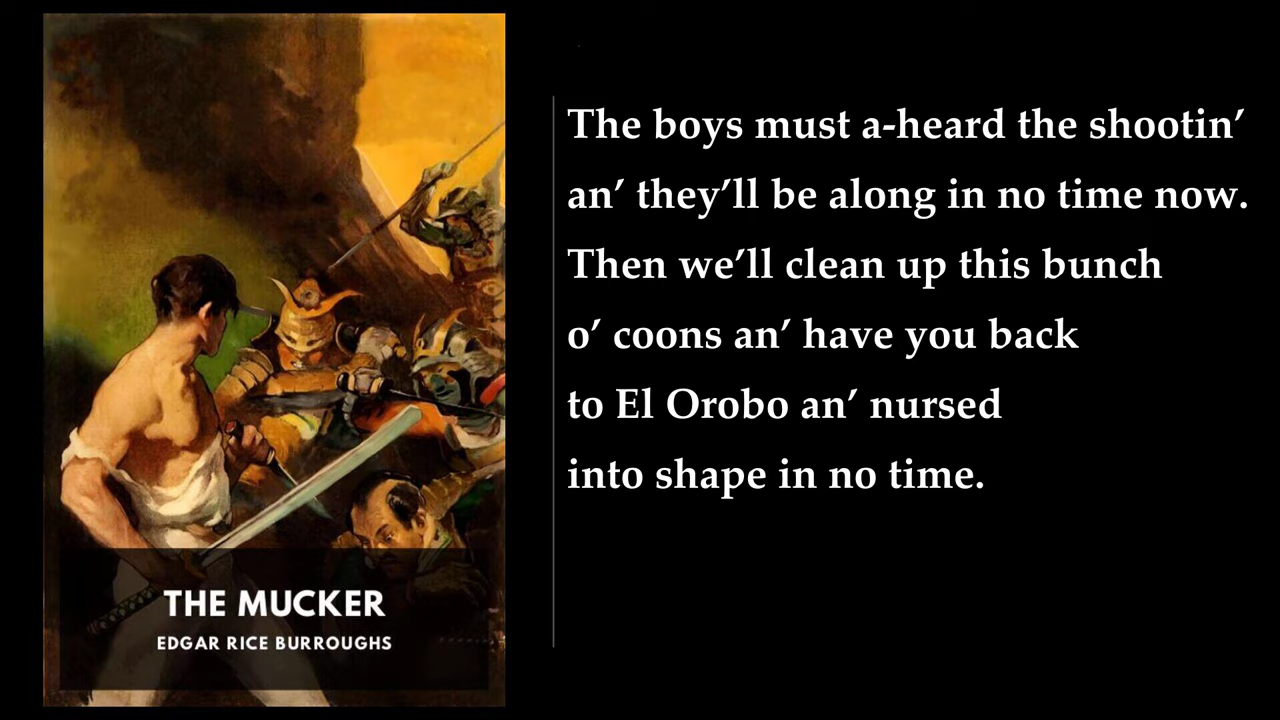 The boys must a-heard the shootin’
an’ they’ll be along in no time now.
Then we’ll clean up this bunch
o’ coons an’ have you back
to El Orobo an’ nursed
into shape in no time.
THE MUCKER
EDGAR RICE BURROUGHS